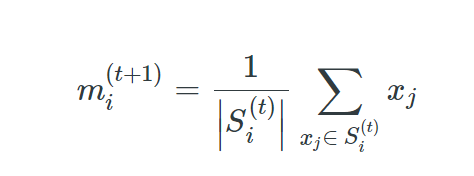 $m_i^{(t+1)} = \frac{1}{\left|S_i^{(t)}\right|} \sum_{x_j \in S_i^{(t)}} x_j$